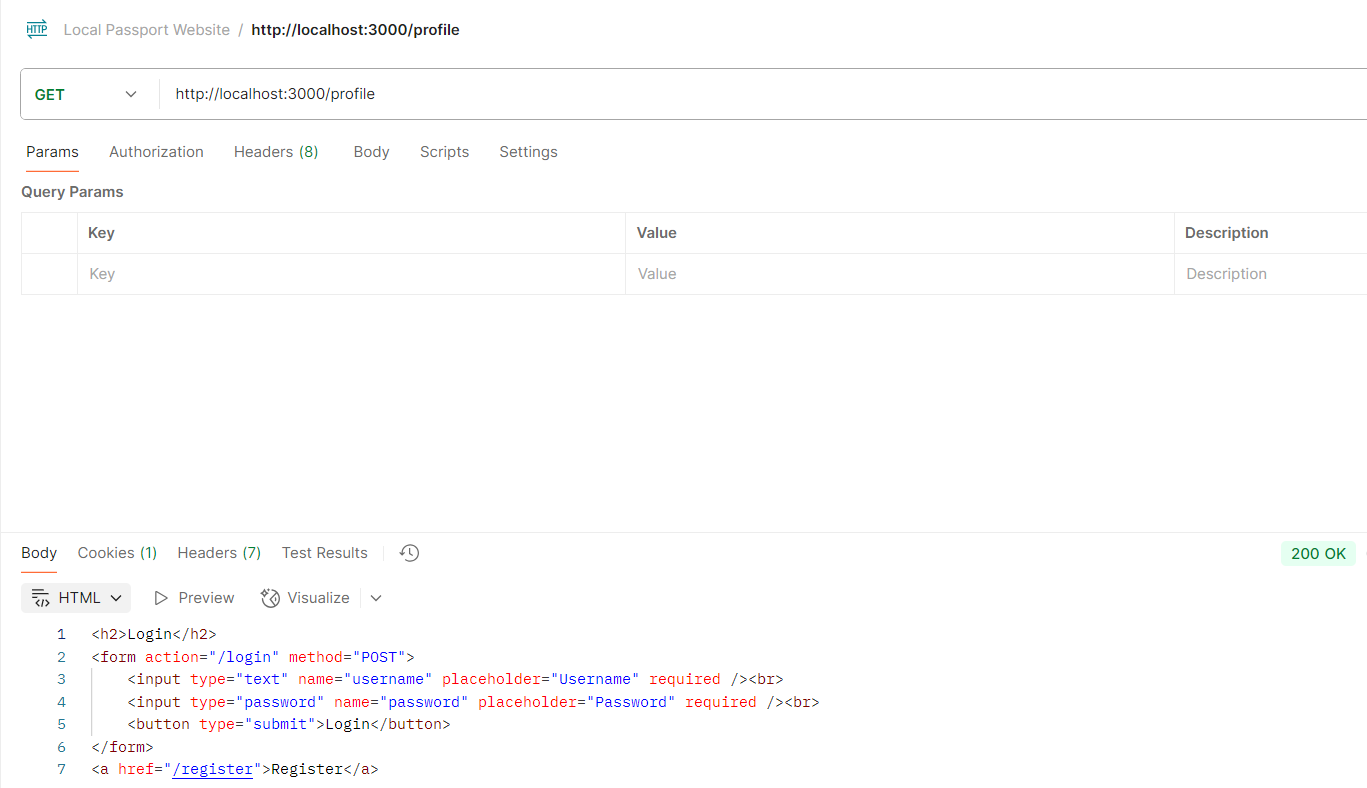 HTTP Local Passport Website / http://localhost:3000/profile
GET http://localhost:3000/profile
Params Authorization Headers (8) Body Scripts Settings
Query Params
Key Value Description
Key Value Description
Body Cookies (1) Headers (7) Test Results 200 OK
HTML Preview Visualize
1 <h2>Login</h2>
2 <form action="/login" method="POST">
3 <input type="text" name="username" placeholder="Username" required /><br>
4 <input type="password" name="password" placeholder="Password" required /><br>
5 <button type="submit">Login</button>
6 </form>
7 <a href="/register">Register</a>